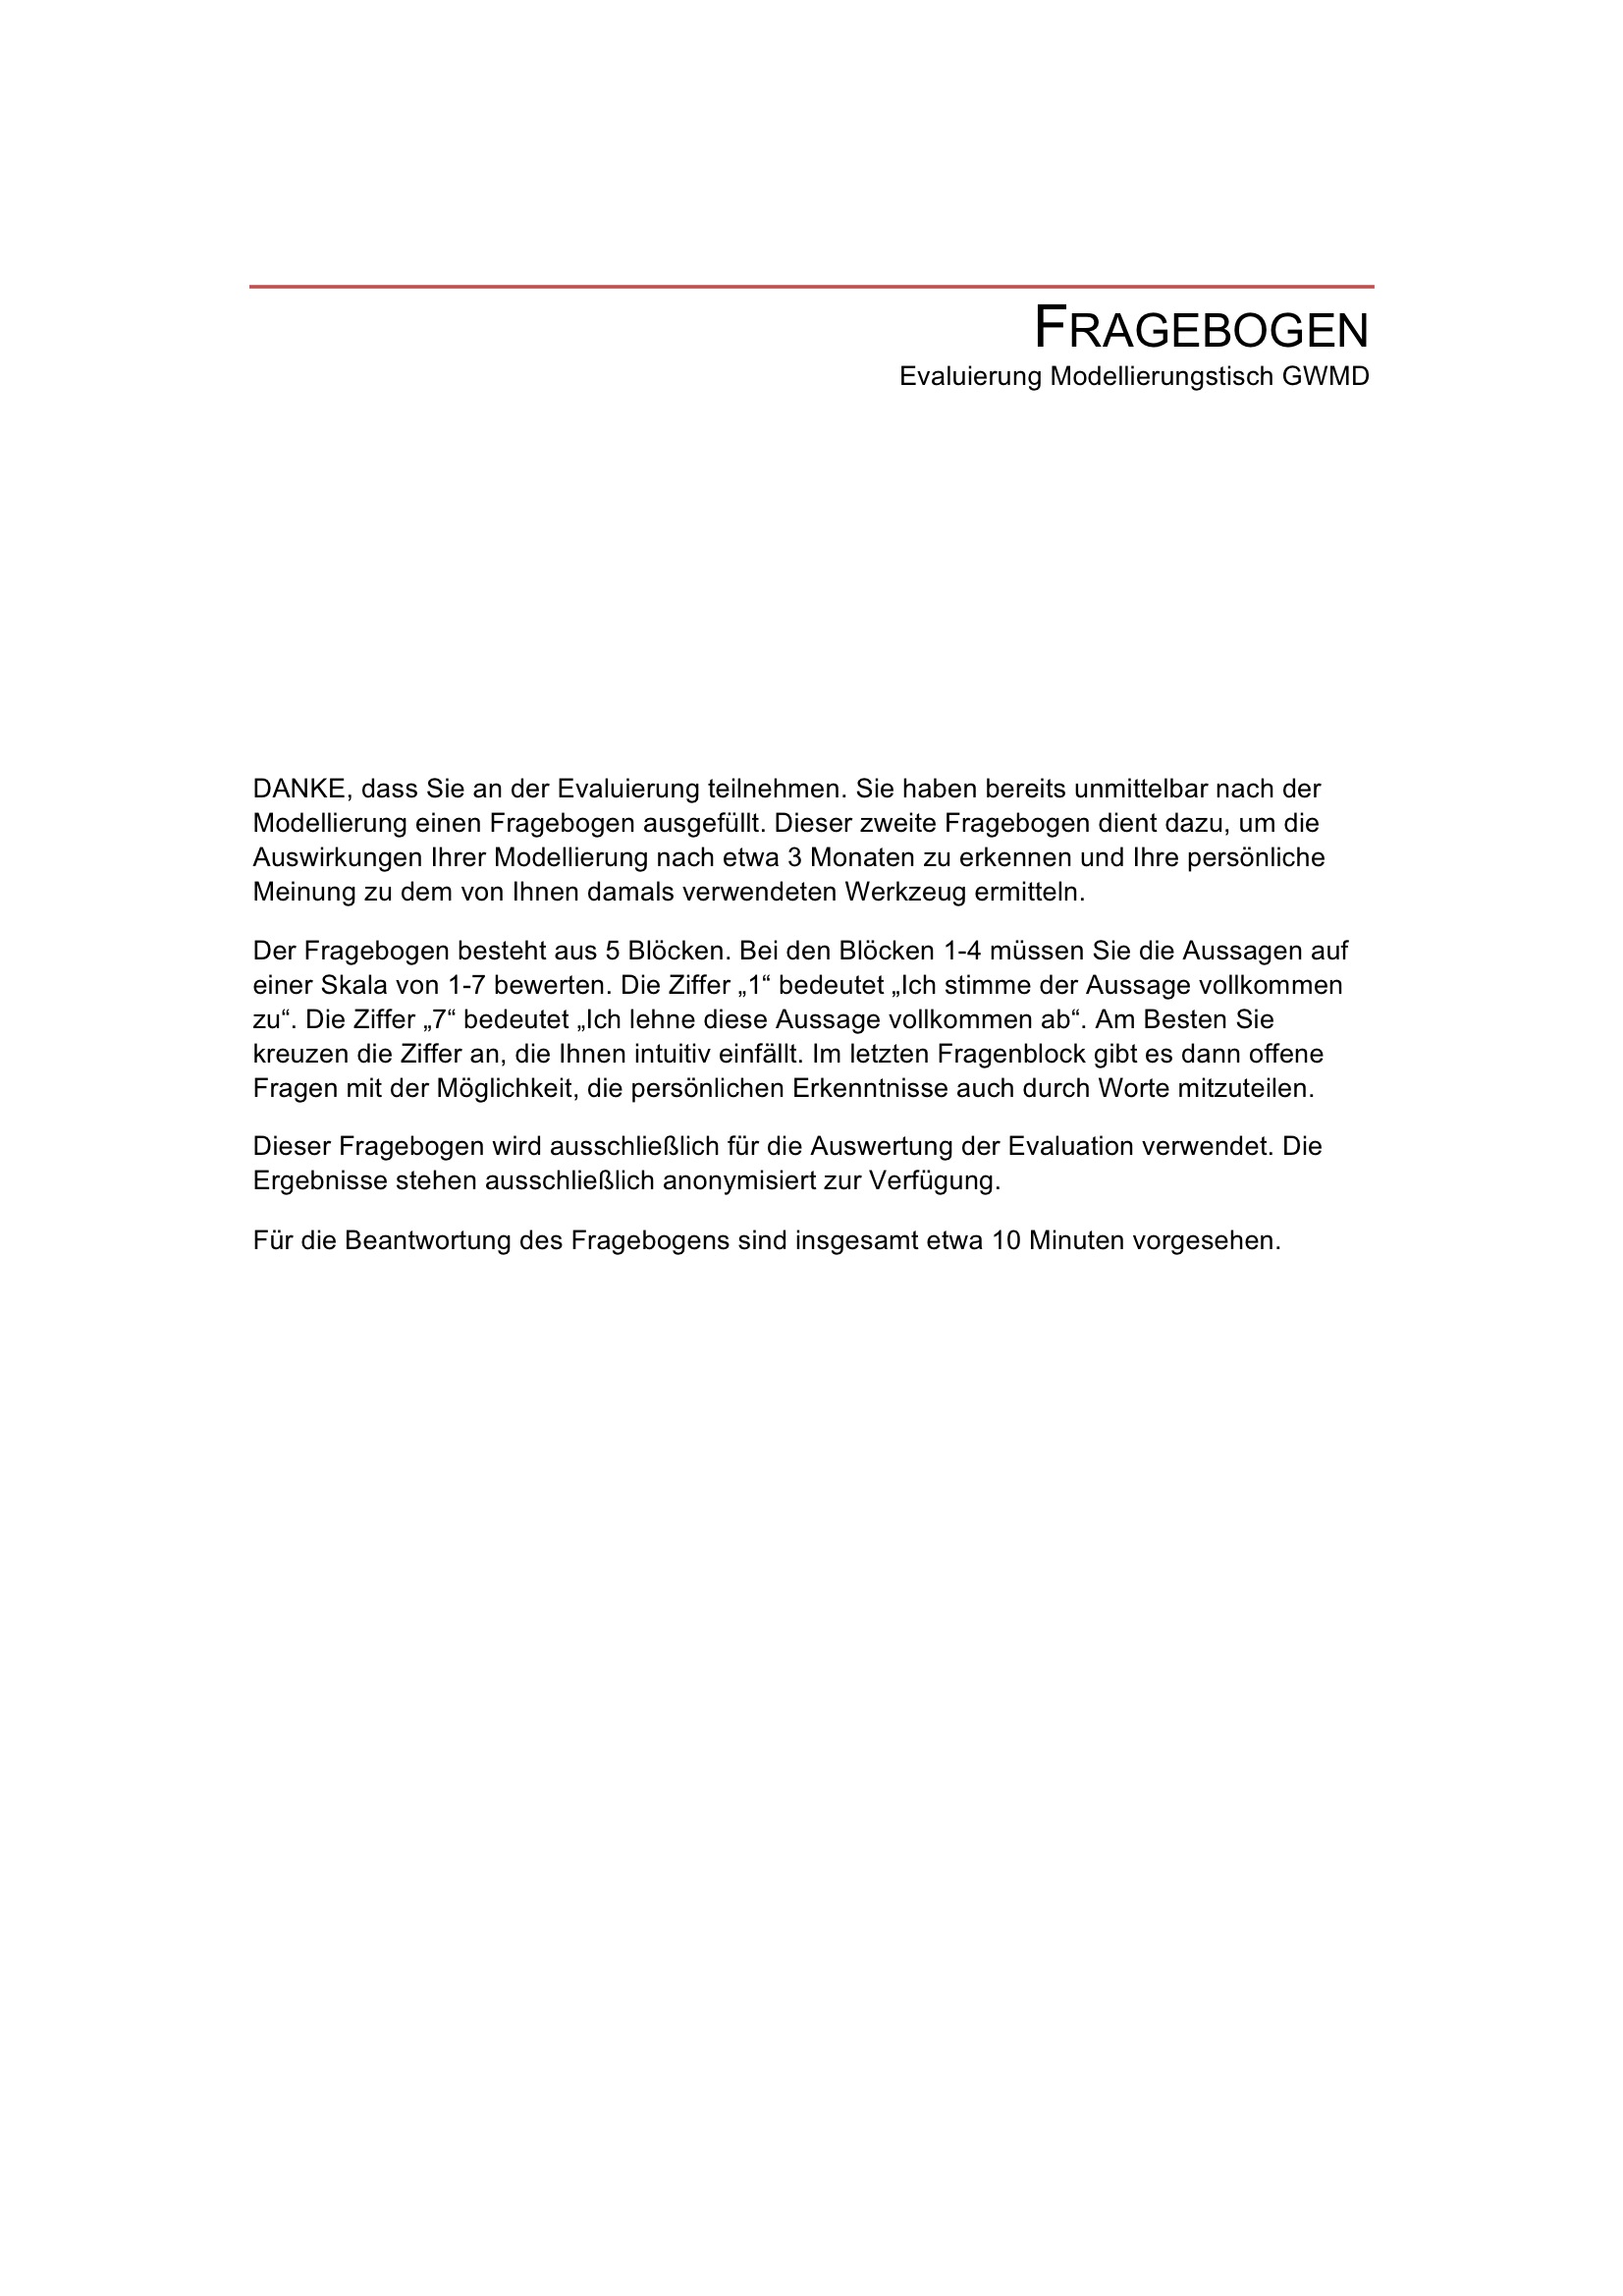 FRAGEBOGEN
Evaluierung Modellierungstisch GWMD
DANKE, dass Sie an der Evaluierung teilnehmen. Sie haben bereits unmittelbar nach der
Modellierung einen Fragebogen ausgefüllt. Dieser zweite Fragebogen dient dazu, um die
Auswirkungen Ihrer Modellierung nach etwa 3 Monaten zu erkennen und Ihre persönliche
Meinung zu dem von Ihnen damals verwendeten Werkzeug ermitteln.
Der Fragebogen besteht aus 5 Blöcken. Bei den Blöcken 1-4 müssen Sie die Aussagen auf
einer Skala von 1-7 bewerten. Die Ziffer „1“ bedeutet „Ich stimme der Aussage vollkommen
zu“. Die Ziffer „7“ bedeutet „Ich lehne diese Aussage vollkommen ab“. Am Besten Sie
kreuzen die Ziffer an, die Ihnen intuitiv einfällt. Im letzten Fragenblock gibt es dann offene
Fragen mit der Möglichkeit, die persönlichen Erkenntnisse auch durch Worte mitzuteilen.
Dieser Fragebogen wird ausschließlich für die Auswertung der Evaluation verwendet. Die
Ergebnisse stehen ausschließlich anonymisiert zur Verfügung.
Für die Beantwortung des Fragebogens sind insgesamt etwa 10 Minuten vorgesehen.